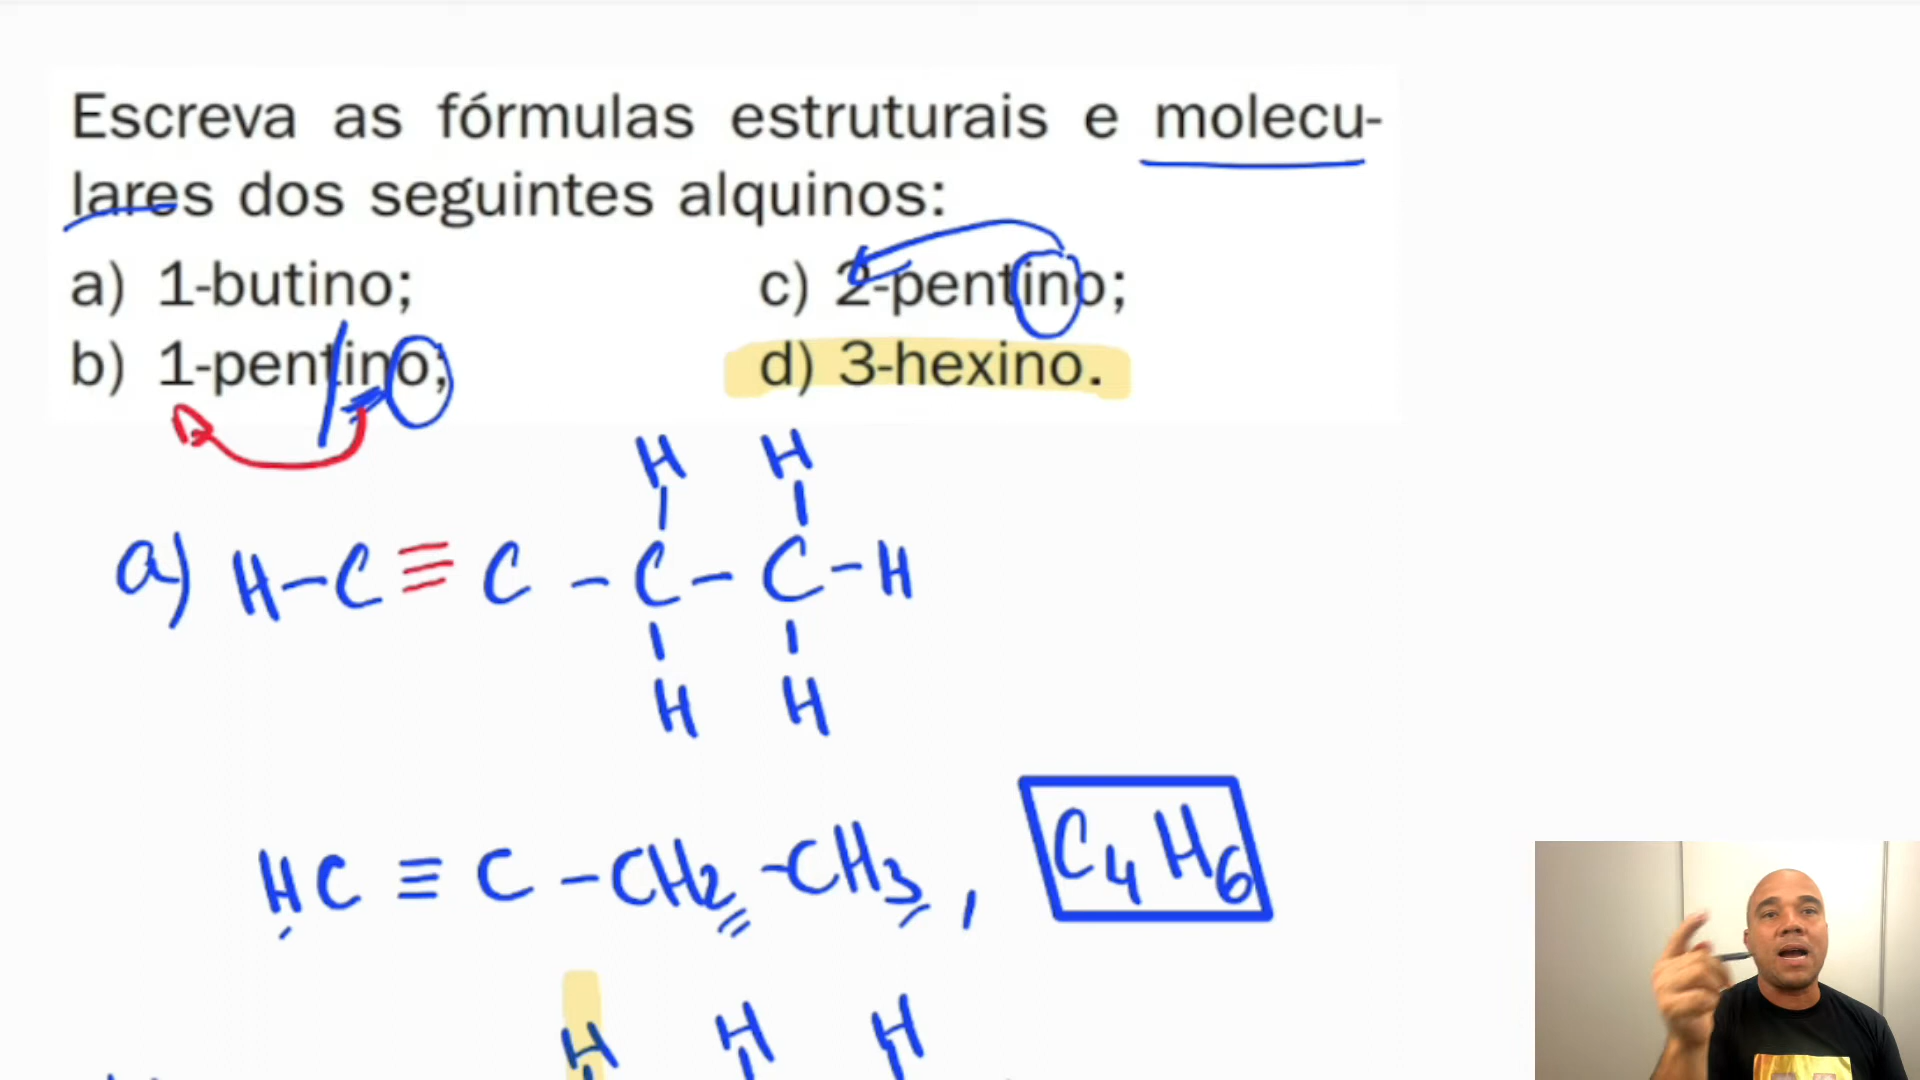 Escreva as fórmulas estruturais e molecu-
lares dos seguintes alquinos:
a) 1-butino;
c) 2-pentino;
b) 1-pentino;
d) 3-hexino.
H H
a) H-C≡C-C-C-H
H H
HC≡C-CH2-CH3, C4H6
H H H